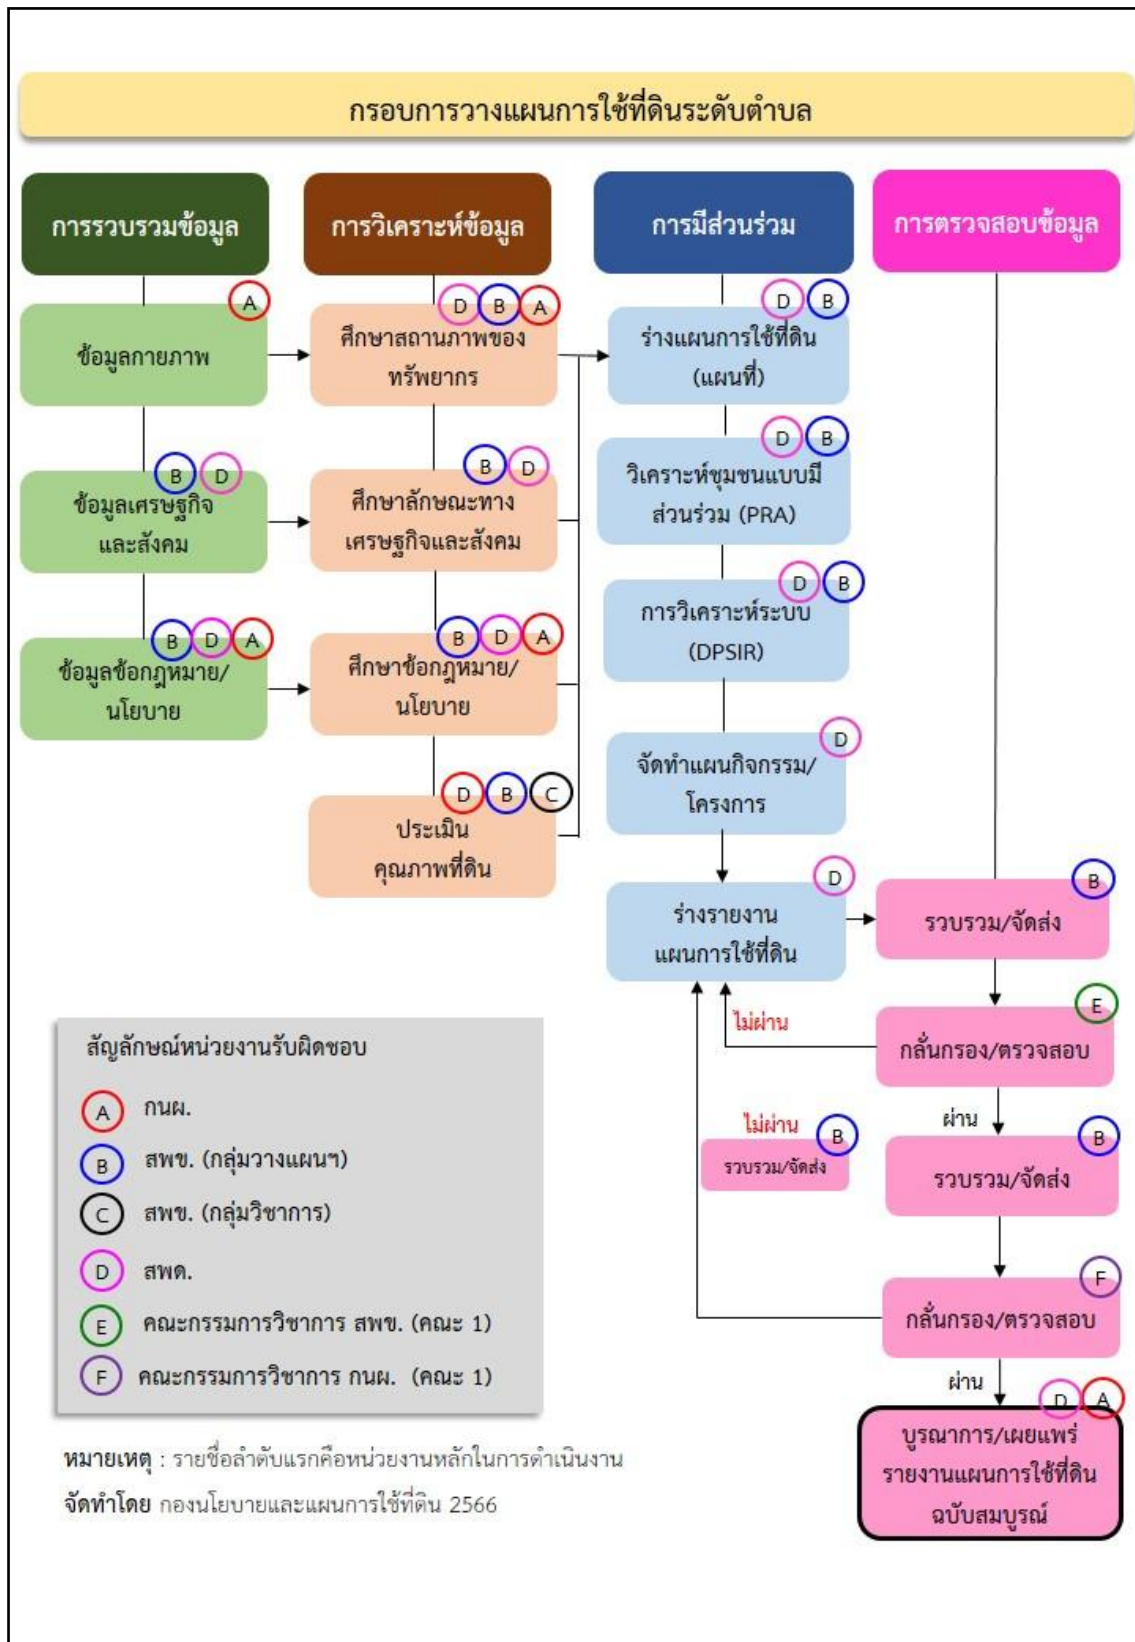 กรอบการวางแผนการใช้ที่ดินระดับตำบล
การรวบรวมข้อมูล
การวิเคราะห์ข้อมูล
การมีส่วนร่วม
การตรวจสอบข้อมูล
A
ข้อมูลกายภาพ
D B A
ศึกษาสถานภาพของ
ทรัพยากร
D B
ร่างแผนการใช้ที่ดิน
(แผนที่)
B D
ข้อมูลเศรษฐกิจ
และสังคม
B D
ศึกษาลักษณะทาง
เศรษฐกิจและสังคม
D B
วิเคราะห์ชุมชนแบบมี
ส่วนร่วม (PRA)
D B
การวิเคราะห์ระบบ
(DPSIR)
B D A
ข้อมูลข้อกฎหมาย/
นโยบาย
B D A
ศึกษาข้อกฎหมาย/
นโยบาย
D
จัดทำแผนกิจกรรม/
โครงการ
D B C
ประเมิน
คุณภาพที่ดิน
D
ร่างรายงาน
แผนการใช้ที่ดิน
B
รวบรวม/จัดส่ง
E
กลั่นกรอง/ตรวจสอบ
ไม่ผ่าน
ผ่าน
B
รวบรวม/จัดส่ง
ไม่ผ่าน
B
รวบรวม/จัดส่ง
F
กลั่นกรอง/ตรวจสอบ
ผ่าน
D A
บูรณาการ/เผยแพร่
รายงานแผนการใช้ที่ดิน
ฉบับสมบูรณ์
สัญลักษณ์หน่วยงานรับผิดชอบ
A กนผ.
B สพข. (กลุ่มวางแผนฯ)
C สพข. (กลุ่มวิชาการ)
D สพด.
E คณะกรรมการวิชาการ สพข. (คณะ 1)
F คณะกรรมการวิชาการ กนผ. (คณะ 1)
หมายเหตุ : รายชื่อลำดับแรกคือหน่วยงานหลักในการดำเนินงาน
จัดทำโดย กองนโยบายและแผนการใช้ที่ดิน 2566